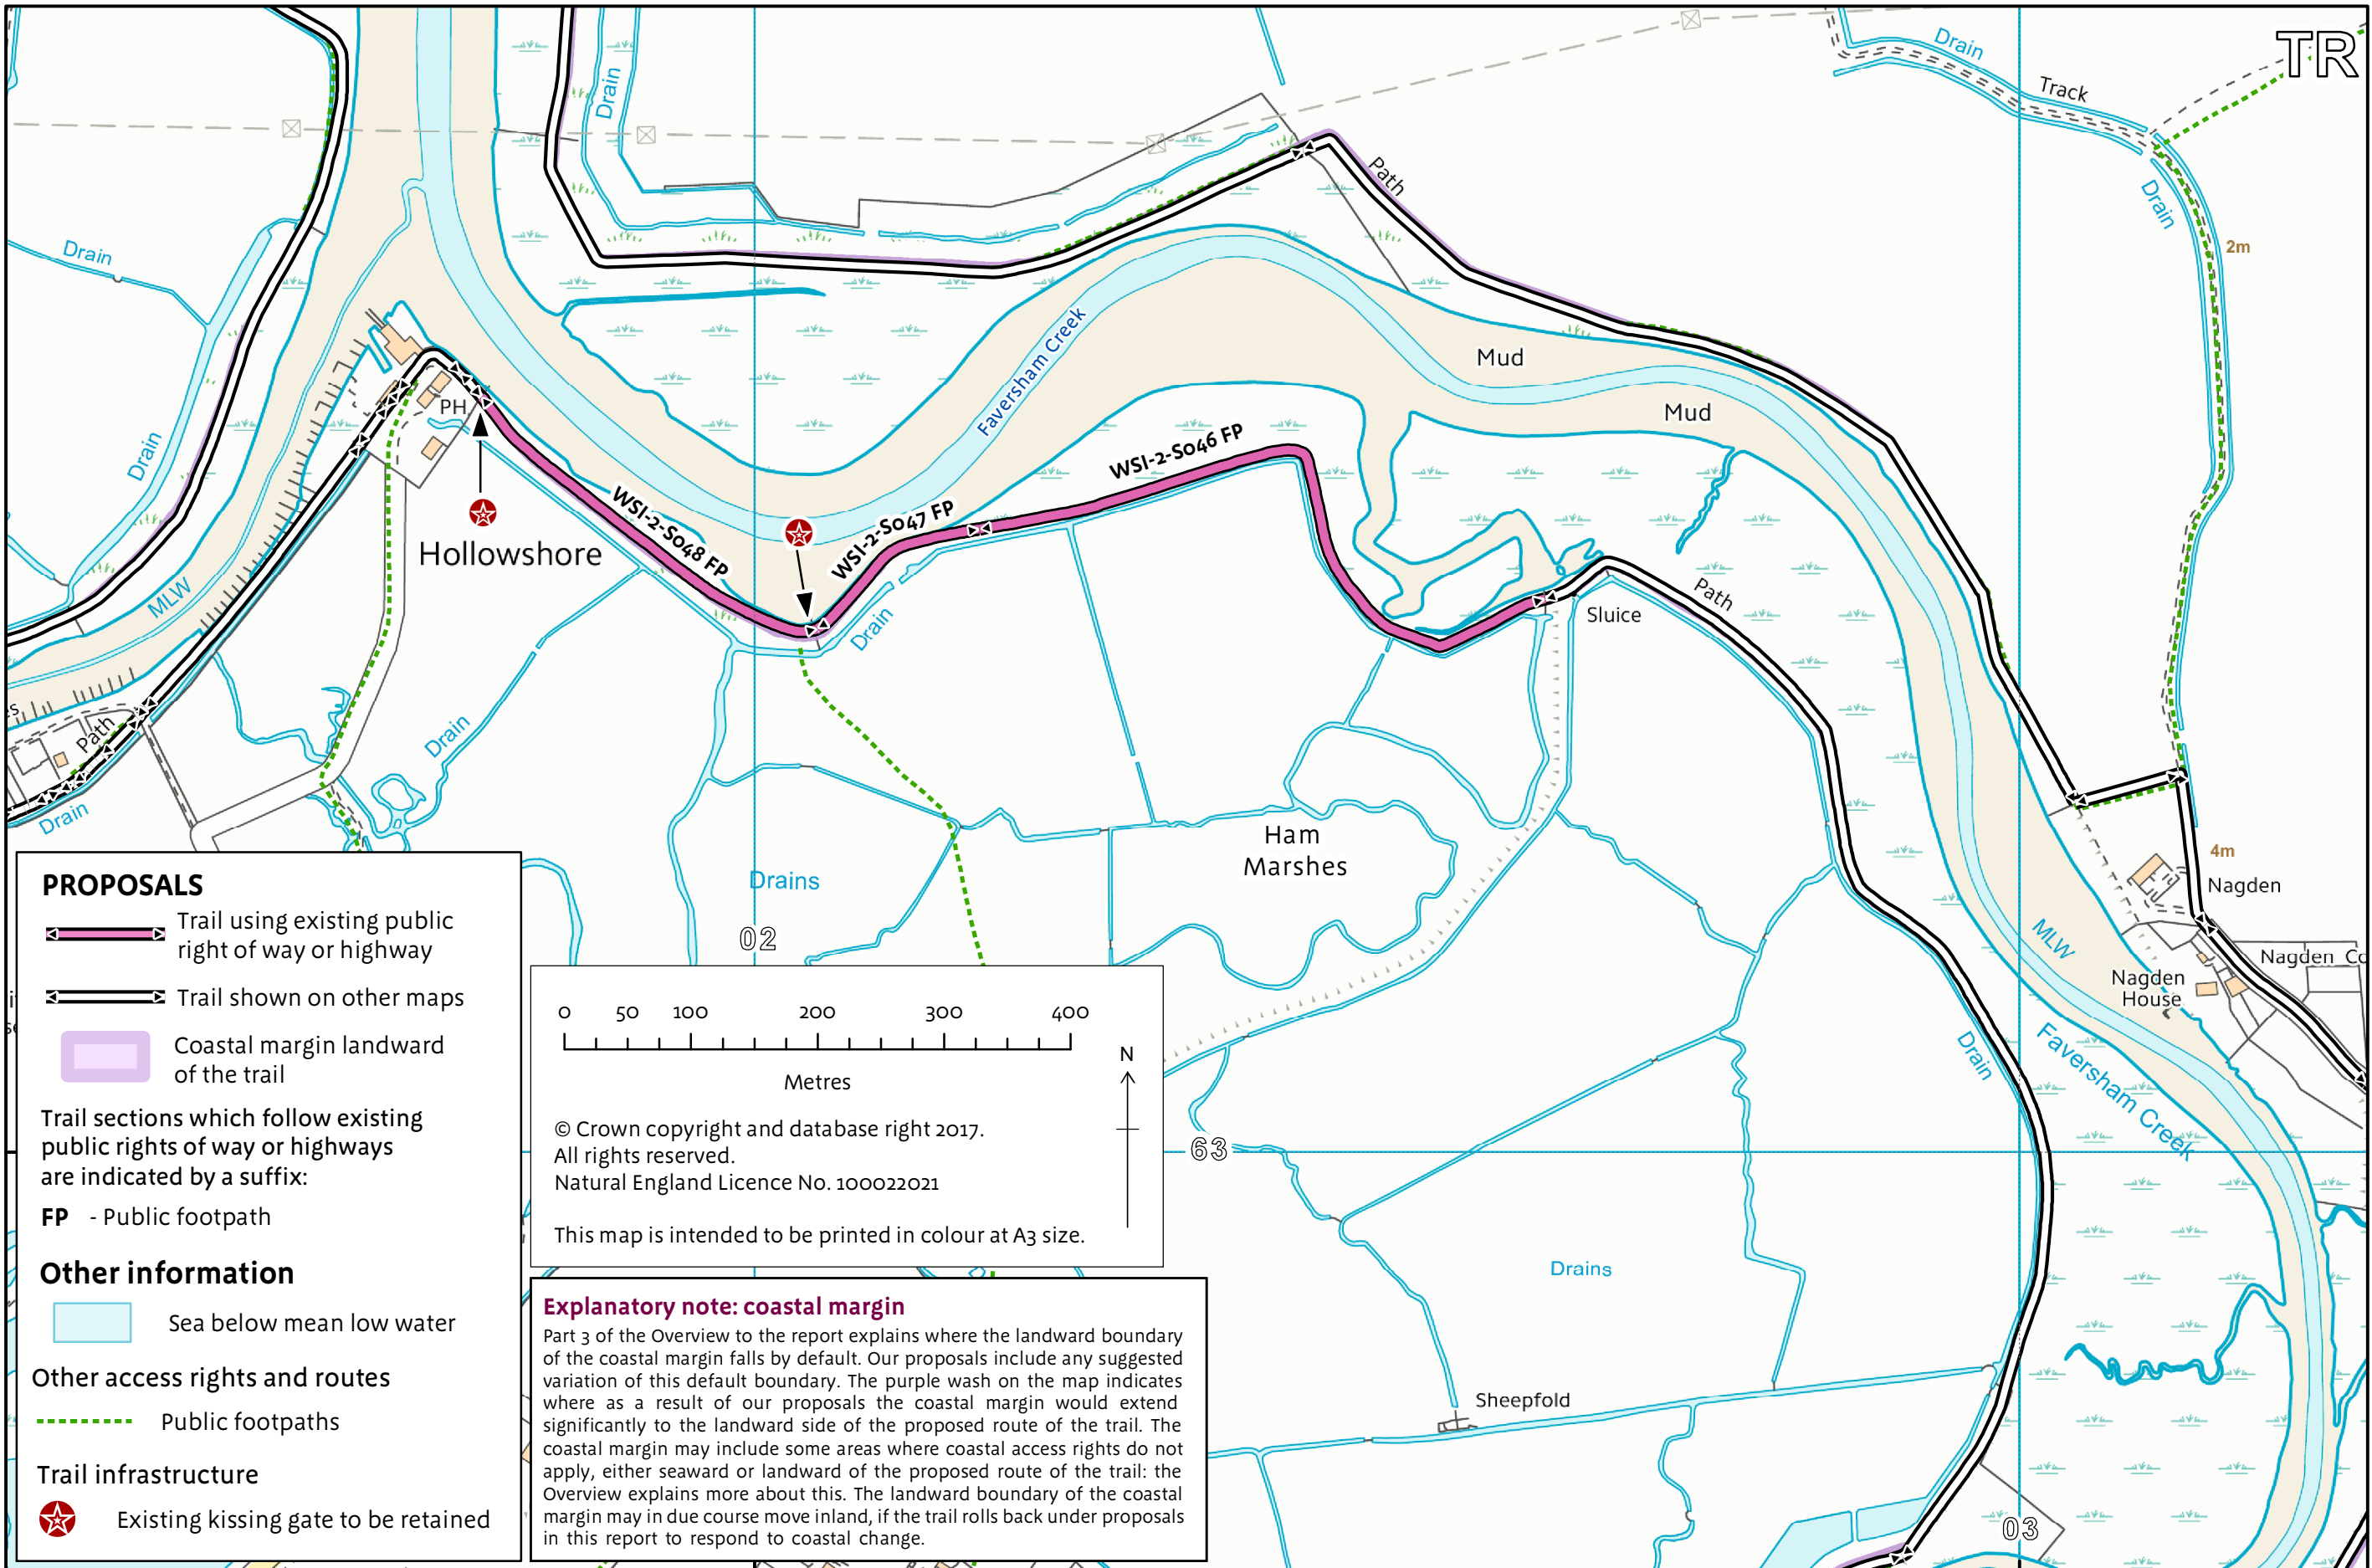 TR
Drain
Drain
Track
Drain
2m
Path
Drain
Faversham Creek
Mud
Mud
PH
WSI-2-S046 FP
Drain
WSI-2-S048 FP
WSI-2-S047 FP
Hollowshore
MLW
Path
Sluice
Drain
Path
Drain
Drain
Ham
Marshes
4m
Nagden
Drains
02
MLW
Nagden Co
Nagden
House
Drain
Faversham Creek
63
Drains
Sheepfold
03
PROPOSALS
Trail using existing public
right of way or highway
Trail shown on other maps
Coastal margin landward
of the trail
Trail sections which follow existing
public rights of way or highways
are indicated by a suffix:
FP - Public footpath
Other information
Sea below mean low water
Other access rights and routes
Public footpaths
Trail infrastructure
Existing kissing gate to be retained
0 50 100 200 300 400
Metres
N
© Crown copyright and database right 2017.
All rights reserved.
Natural England Licence No. 100022021
This map is intended to be printed in colour at A3 size.
Explanatory note: coastal margin
Part 3 of the Overview to the report explains where the landward boundary
of the coastal margin falls by default. Our proposals include any suggested
variation of this default boundary. The purple wash on the map indicates
where as a result of our proposals the coastal margin would extend
significantly to the landward side of the proposed route of the trail. The
coastal margin may include some areas where coastal access rights do not
apply, either seaward or landward of the proposed route of the trail: the
Overview explains more about this. The landward boundary of the coastal
margin may in due course move inland, if the trail rolls back under proposals
in this report to respond to coastal change.